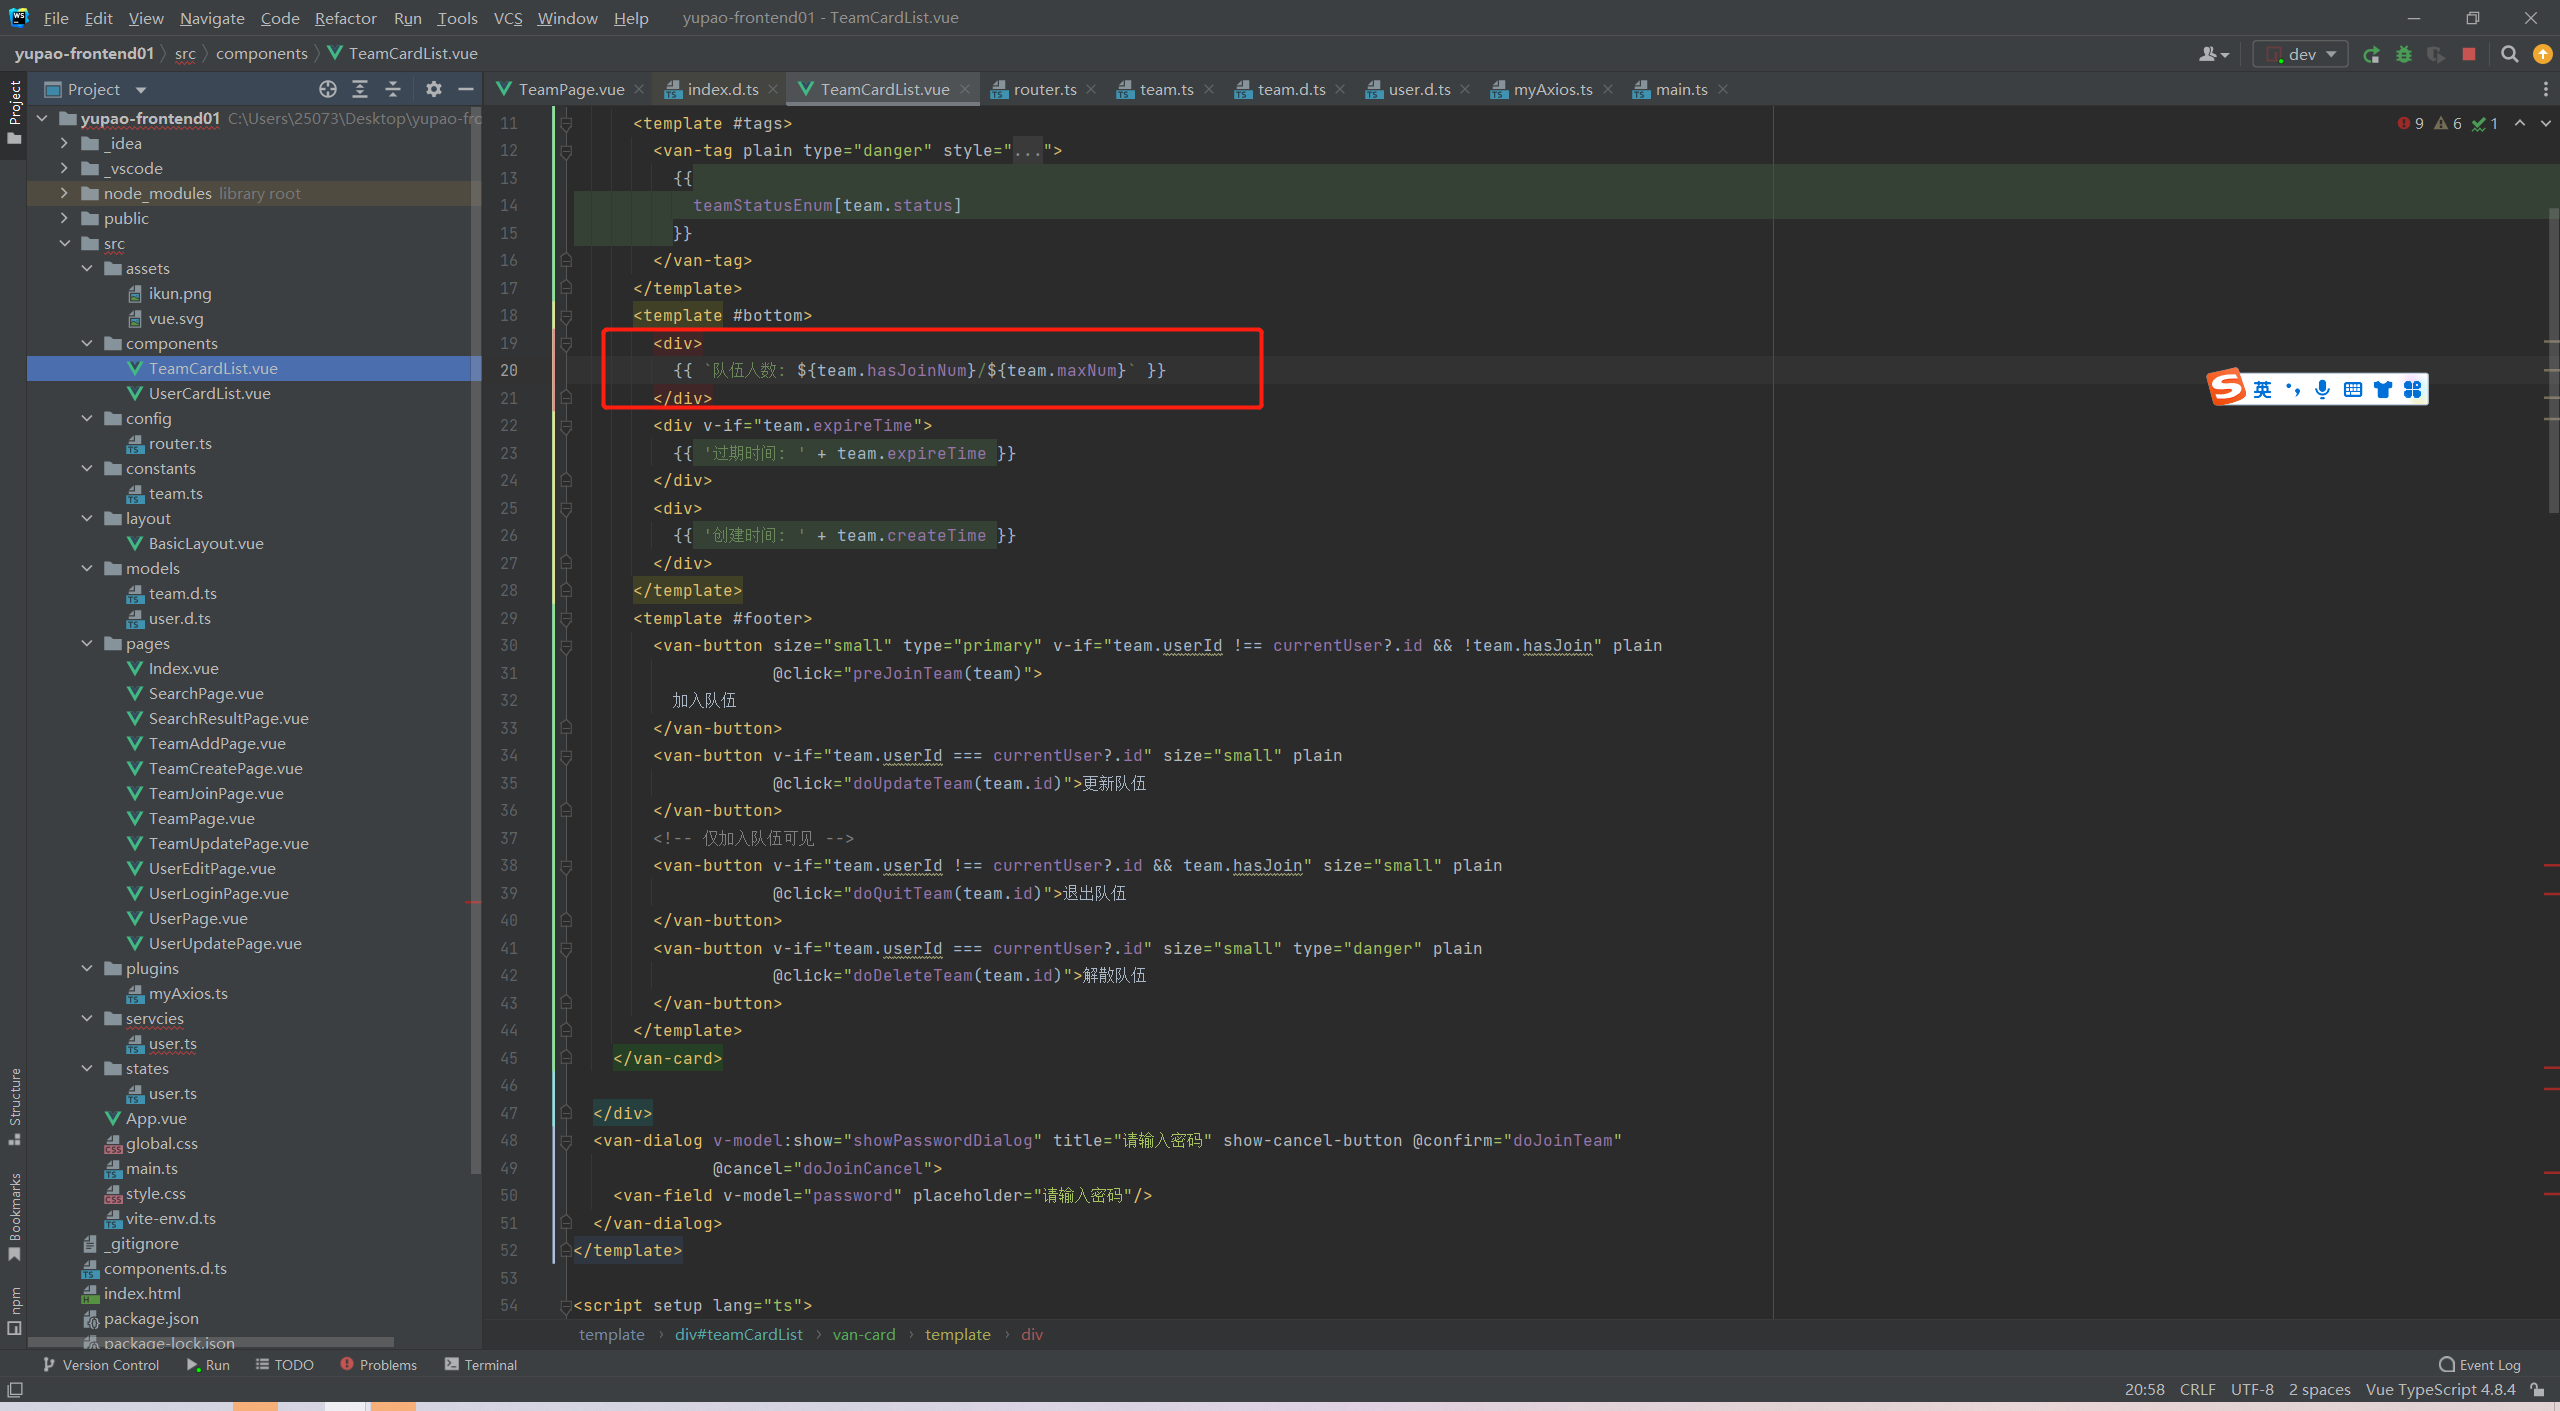 File Edit View Navigate Code Refactor Run Tools VCS Window Help yupao-frontend01 - TeamCardList.vue
yupao-frontend01 src components TeamCardList.vue
dev
Project
TeamPage.vue index.d.ts TeamCardList.vue router.ts team.ts team.d.ts user.d.ts myAxios.ts main.ts
Project
Structure
Bookmarks
npm
yupao-frontend01 C:\Users\25073\Desktop\yupao-fro
_idea
_vscode
node_modules library root
public
src
assets
ikun.png
vue.svg
components
TeamCardList.vue
UserCardList.vue
config
router.ts
constants
team.ts
layout
BasicLayout.vue
models
team.d.ts
user.d.ts
pages
Index.vue
SearchPage.vue
SearchResultPage.vue
TeamAddPage.vue
TeamCreatePage.vue
TeamJoinPage.vue
TeamPage.vue
TeamUpdatePage.vue
UserEditPage.vue
UserLoginPage.vue
UserPage.vue
UserUpdatePage.vue
plugins
myAxios.ts
servcies
user.ts
states
user.ts
App.vue
global.css
main.ts
style.css
vite-env.d.ts
_gitignore
components.d.ts
index.html
package.json
package-lock.json
9 6 1
11 <template #tags>
12 <van-tag plain type="danger" style="...">
13 {{
14 teamStatusEnum[team.status]
15 }}
16 </van-tag>
17 </template>
18 <template #bottom>
19 <div>
20 {{ `队伍人数: ${team.hasJoinNum}/${team.maxNum}` }}
21 </div>
22 <div v-if="team.expireTime">
23 {{ '过期时间: ' + team.expireTime }}
24 </div>
25 <div>
26 {{ '创建时间: ' + team.createTime }}
27 </div>
28 </template>
29 <template #footer>
30 <van-button size="small" type="primary" v-if="team.userId !== currentUser?.id && !team.hasJoin" plain
31 @click="preJoinTeam(team)">
32 加入队伍
33 </van-button>
34 <van-button v-if="team.userId === currentUser?.id" size="small" plain
35 @click="doUpdateTeam(team.id)">更新队伍
36 </van-button>
37 <!-- 仅加入队伍可见 -->
38 <van-button v-if="team.userId !== currentUser?.id && team.hasJoin" size="small" plain
39 @click="doQuitTeam(team.id)">退出队伍
40 </van-button>
41 <van-button v-if="team.userId === currentUser?.id" size="small" type="danger" plain
42 @click="doDeleteTeam(team.id)">解散队伍
43 </van-button>
44 </template>
45 </van-card>
46
47 </div>
48 <van-dialog v-model:show="showPasswordDialog" title="请输入密码" show-cancel-button @confirm="doJoinTeam"
49 @cancel="doJoinCancel">
50 <van-field v-model="password" placeholder="请输入密码"/>
51 </van-dialog>
52 </template>
53
54 <script setup lang="ts">
英
template div#teamCardList van-card template div
Version Control Run TODO Problems Terminal Event Log
20:58 CRLF UTF-8 2 spaces Vue TypeScript 4.8.4